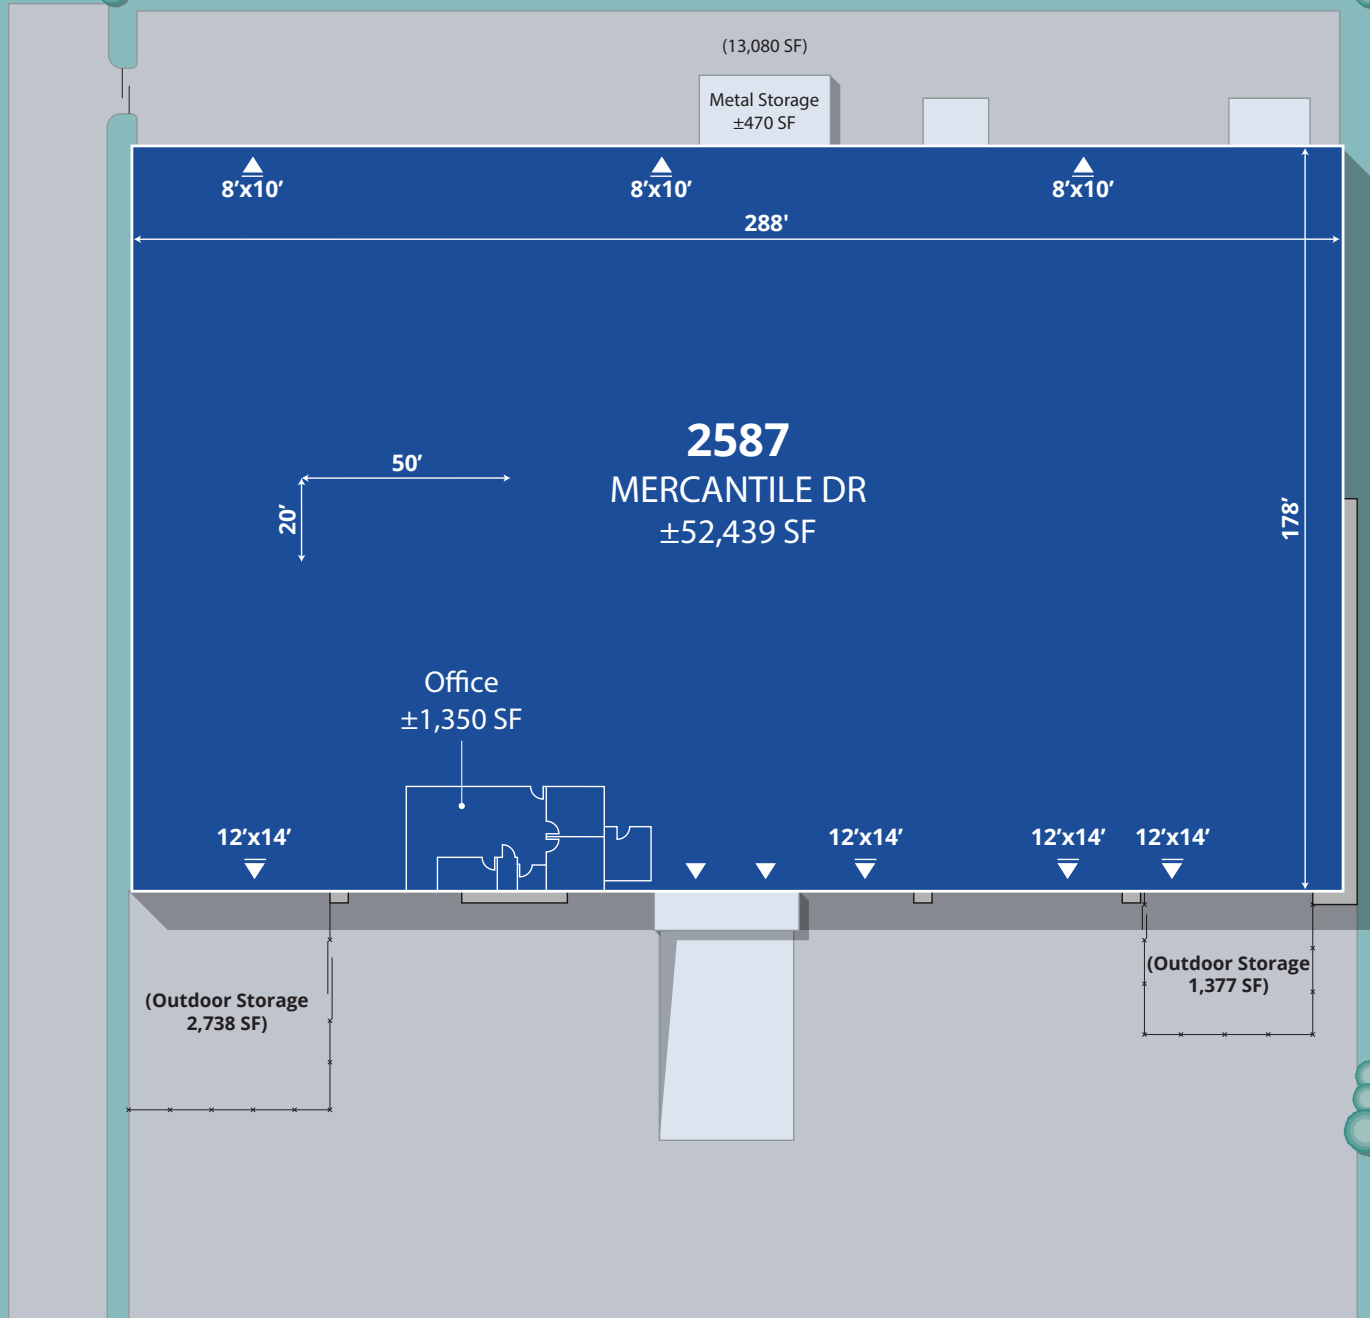 (13,080 SF)
Metal Storage
±470 SF
8’x10’
8’x10’
8’x10’
288'
2587
MERCANTILE DR
±52,439 SF
50’
20’
178’
Office
±1,350 SF
12’x14’
12’x14’
12’x14’
12’x14’
(Outdoor Storage
2,738 SF)
(Outdoor Storage
1,377 SF)